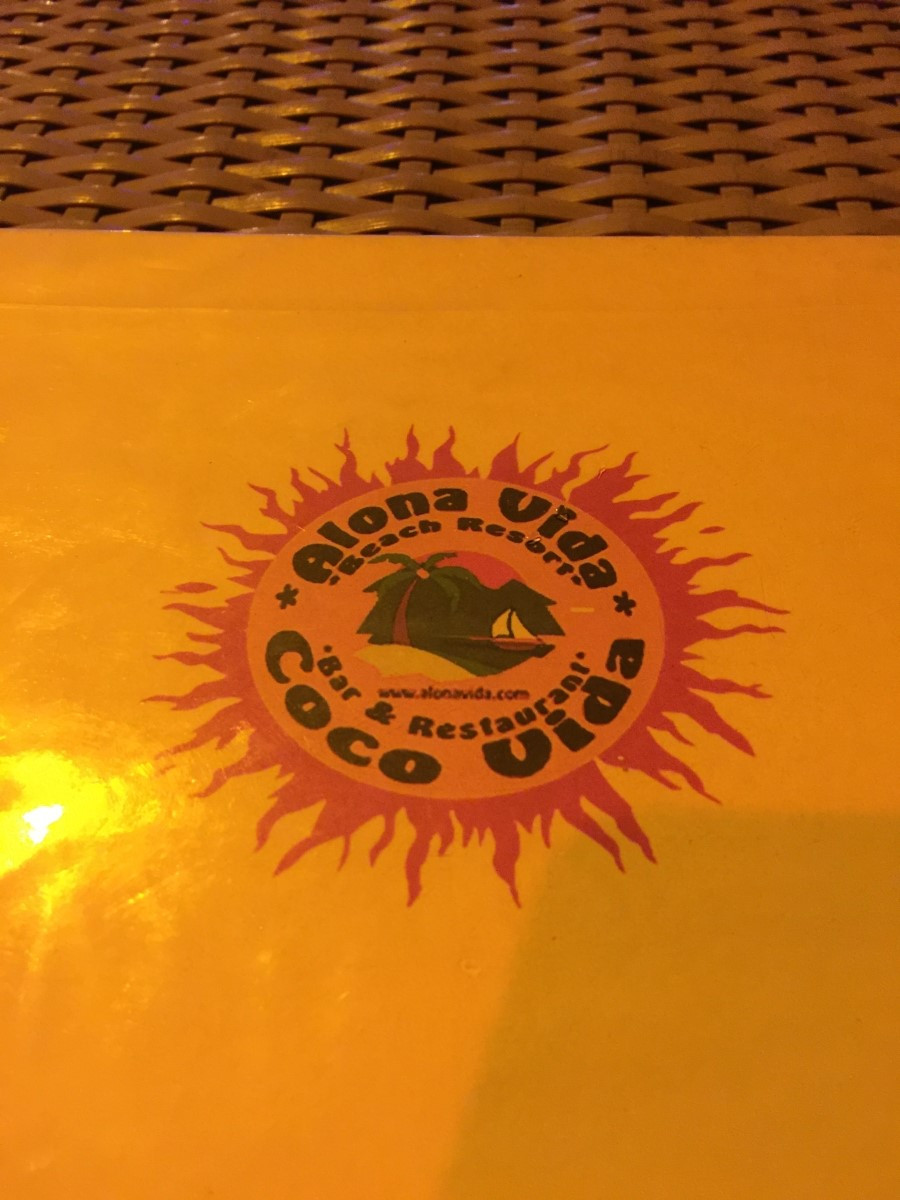 * Alona Vida *
•Beach Resort•
www.alonavida.com
•Bar & Restaurant•
Coco Vida